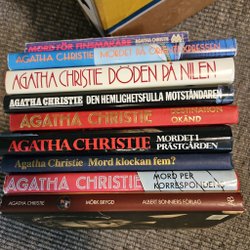 MORD FÖR FINSMAKARE AGATHA CHRISTIE
AGATHA CHRISTIE MORDET PÅ ORIENTEXPRESSEN
AGATHA CHRISTIE DÖDEN PÅ NILEN
AGATHA CHRISTIE DEN HEMLIGHETSFULLA MOTSTÅNDAREN
AGATHA CHRISTIE DESTINATION
OKÄND
AGATHA CHRISTIE MORDET I
PRÄSTGÅRDEN
Agatha Christie Mord klockan fem?
AGATHA CHRISTIE MORD PER
KORRESPONDENS
AGATHA CHRISTIE MÖRK BRYGD ALBERT BONNIERS FÖRLAG